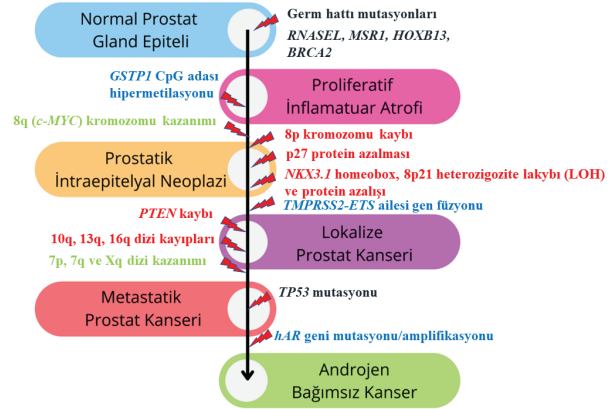 Normal Prostat
Gland Epiteli
Germ hattı mutasyonları
RNASEL, MSR1, HOXB13,
BRCA2
GSTP1 CpG adası
hipermetilasyonu
Proliferatif
İnflamatuar Atrofi
8q (c-MYC) kromozomu kazanımı
8p kromozomu kaybı
p27 protein azalması
Prostatik
İntraepitelyal Neoplazi
NKX3.1 homeobox, 8p21 heterozigozite lakybı (LOH)
ve protein azalışı
TMPRSS2-ETS ailesi gen füzyonu
PTEN kaybı
10q, 13q, 16q dizi kayıpları
7p, 7q ve Xq dizi kazanımı
Lokalize
Prostat Kanseri
Metastatik
Prostat Kanseri
TP53 mutasyonu
hAR geni mutasyonu/amplifikasyonu
Androjen
Bağımsız Kanser